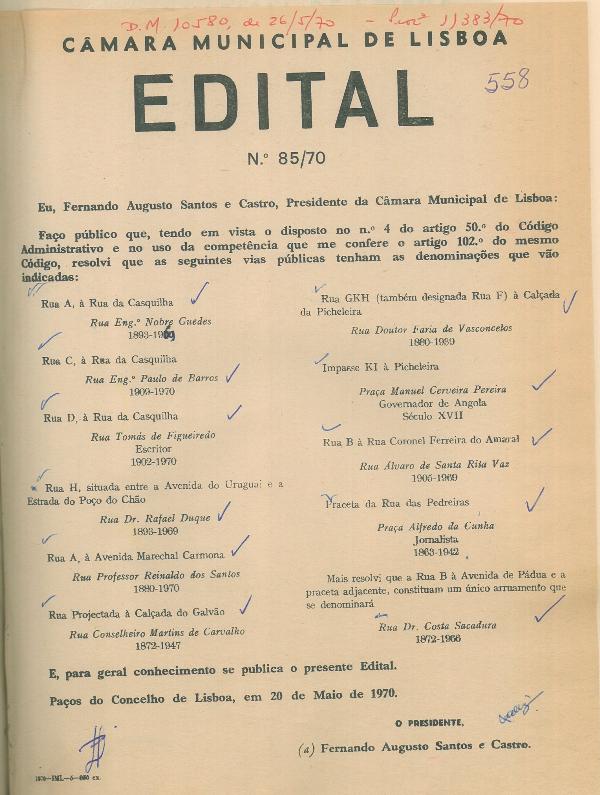 D.M. 10580, de 26/5/70 - Procº 11383/70
CÂMARA MUNICIPAL DE LISBOA
EDITAL
558
N.º 85/70
Eu, Fernando Augusto Santos e Castro, Presidente da Câmara Municipal de Lisboa:
Faço público que, tendo em vista o disposto no n.º 4 do artigo 50.º do Código
Administrativo e no uso da competência que me confere o artigo 102.º do mesmo
Código, resolvi que as seguintes vias públicas tenham as denominações que vão
indicadas:
Rua A, à Rua da Casquilha
Rua Eng.º Nobre Guedes
1893-1969
Rua C, à Rua da Casquilha
Rua Eng.º Paulo de Barros
1909-1970
Rua D, à Rua da Casquilha
Rua Tomás de Figueiredo
Escritor
1902-1970
Rua H, situada entre a Avenida do Uruguai e a
Estrada do Poço do Chão
Rua Dr. Rafael Duque
1893-1969
Rua A, à Avenida Marechal Carmona
Rua Professor Reinaldo dos Santos
1880-1970
Rua Projectada à Calçada do Galvão
Rua Conselheiro Martins de Carvalho
1872-1947
Rua GKH (também designada Rua F) à Calçada
da Picheleira
Rua Doutor Faria de Vasconcelos
1880-1939
Impasse KI à Picheleira
Praça Manuel Cerveira Pereira
Governador de Angola
Século XVII
Rua B à Rua Coronel Ferreira do Amaral
Rua Álvaro de Santa Rita Vaz
1905-1969
Praceta da Rua das Pedreiras
Praça Alfredo da Cunha
Jornalista
1863-1942
Mais resolvi que a Rua B à Avenida de Pádua e a
praceta adjacente, constituam um único arruamento que
se denominará
Rua Dr. Costa Sacadura
1872-1966
E, para geral conhecimento se publica o presente Edital.
Paços do Concelho de Lisboa, em 20 de Maio de 1970.
O PRESIDENTE,
(a) Fernando Augusto Santos e Castro.